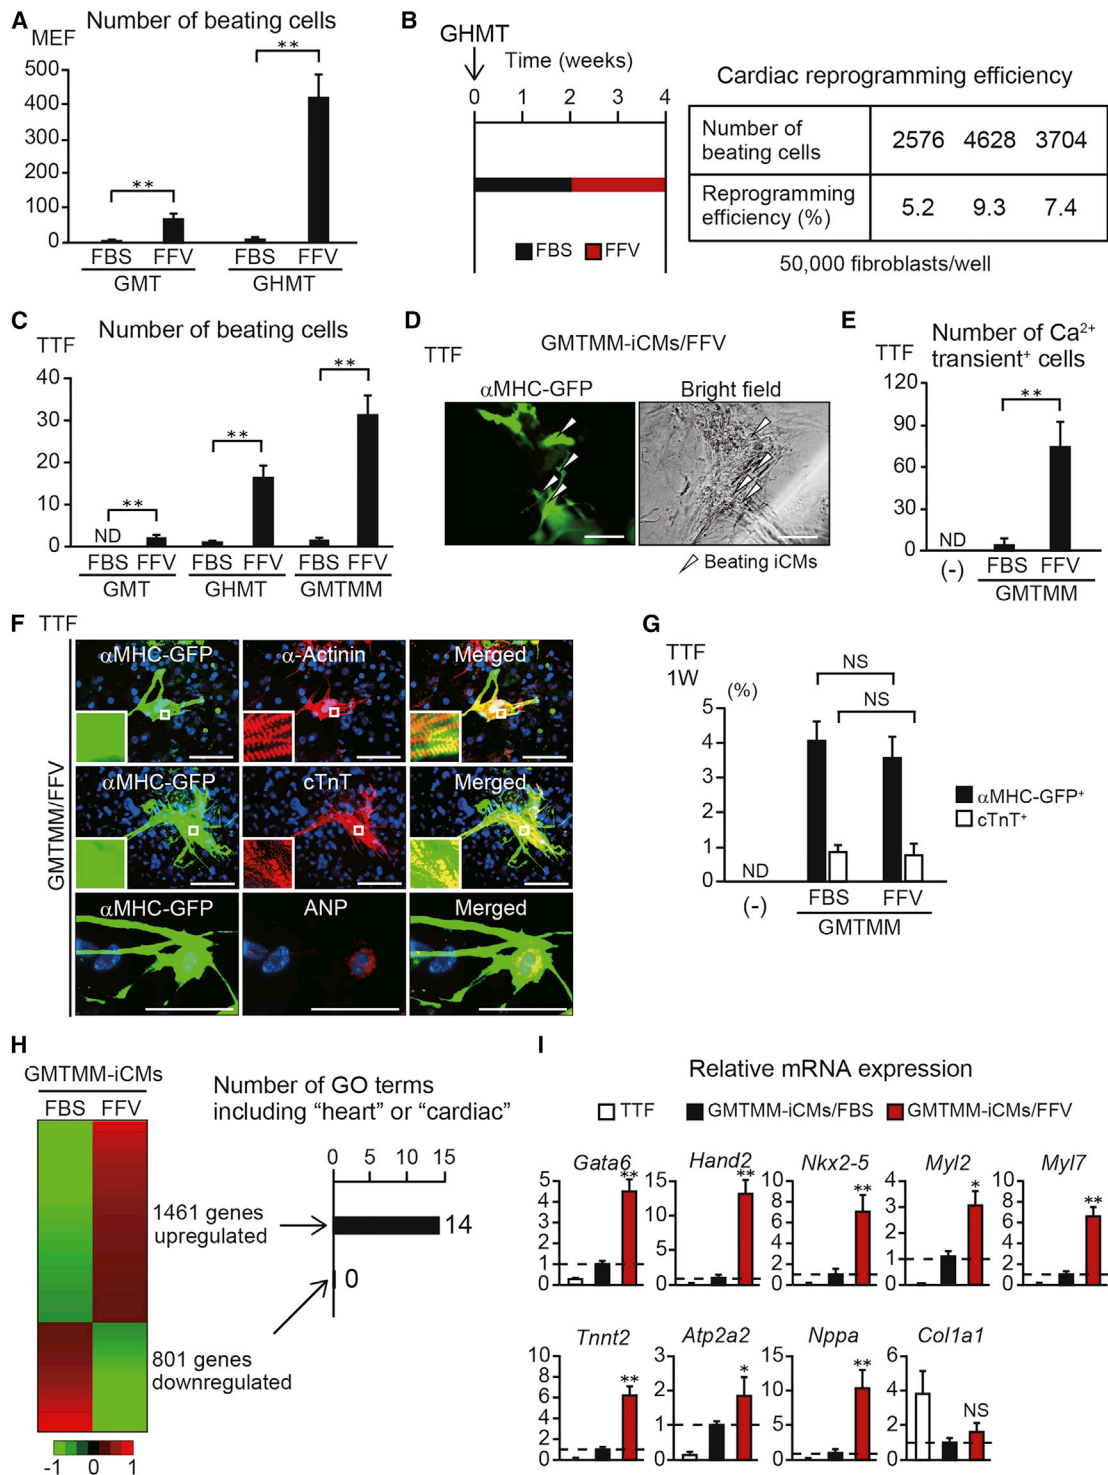 A
Number of beating cells
MEF
500
400
300
200
100
0
**
**
FBS FFV FBS FFV
GMT GHMT
B
GHMT
Time (weeks)
0 1 2 3 4
FBS FFV
Cardiac reprogramming efficiency
Number of beating cells 2576 4628 3704
Reprogramming efficiency (%) 5.2 9.3 7.4
50,000 fibroblasts/well
C
Number of beating cells
TTF
40
30
20
10
0
ND
**
**
**
FBS FFV FBS FFV FBS FFV
GMT GHMT GMTMM
D
TTF
GMTMM-iCMs/FFV
αMHC-GFP Bright field
Beating iCMs
E
Number of Ca2+
transient+ cells
TTF
120
90
60
30
0
**
ND
(-) FBS FFV
GMTMM
F
TTF
GMTMM/FFV
αMHC-GFP α-Actinin Merged
αMHC-GFP cTnT Merged
αMHC-GFP ANP Merged
G
TTF
1W
(%)
NS
NS
5
4
3
2
1
0
ND
(-) FBS FFV
GMTMM
αMHC-GFP+
cTnT+
H
GMTMM-iCMs
FBS FFV
Number of GO terms
including “heart” or “cardiac”
0 5 10 15
1461 genes
upregulated
14
0
801 genes
downregulated
-1 0 1
I
Relative mRNA expression
TTF GMTMM-iCMs/FBS GMTMM-iCMs/FFV
Gata6 Hand2 Nkx2-5 Myl2 Myl7
** ** ** * **
5
4
3
2
1
0
15
10
5
0
10
8
6
4
2
0
4
3
2
1
0
10
8
6
4
2
0
Tnnt2 Atp2a2 Nppa Col1a1
** * ** NS
10
8
6
4
2
0
3
2
1
0
15
10
5
0
6
4
2
0